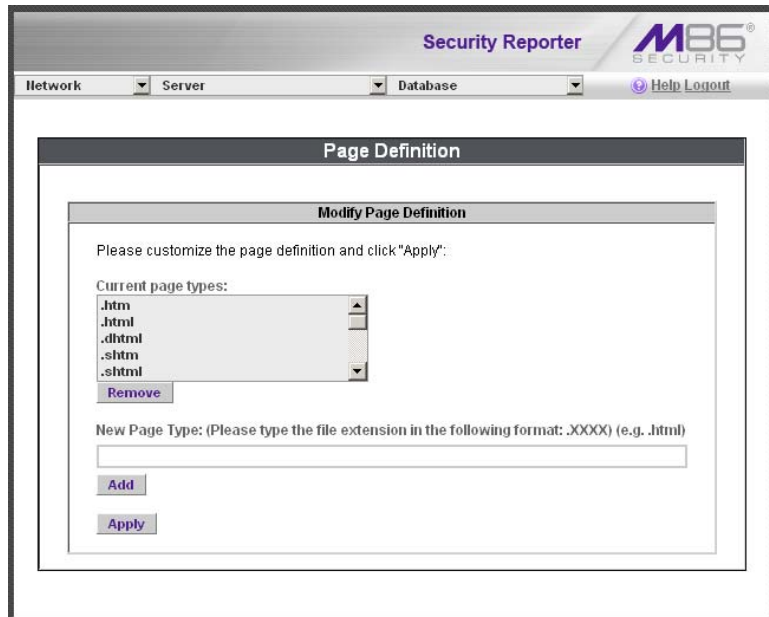 Security Reporter
M86®
SECURITY
Network Server Database Help Logout
Page Definition
Modify Page Definition
Please customize the page definition and click "Apply":
Current page types:
.htm
.html
.dhtml
.shtm
.shtml
Remove
New Page Type: (Please type the file extension in the following format: .XXXX) (e.g. .html)
Add
Apply